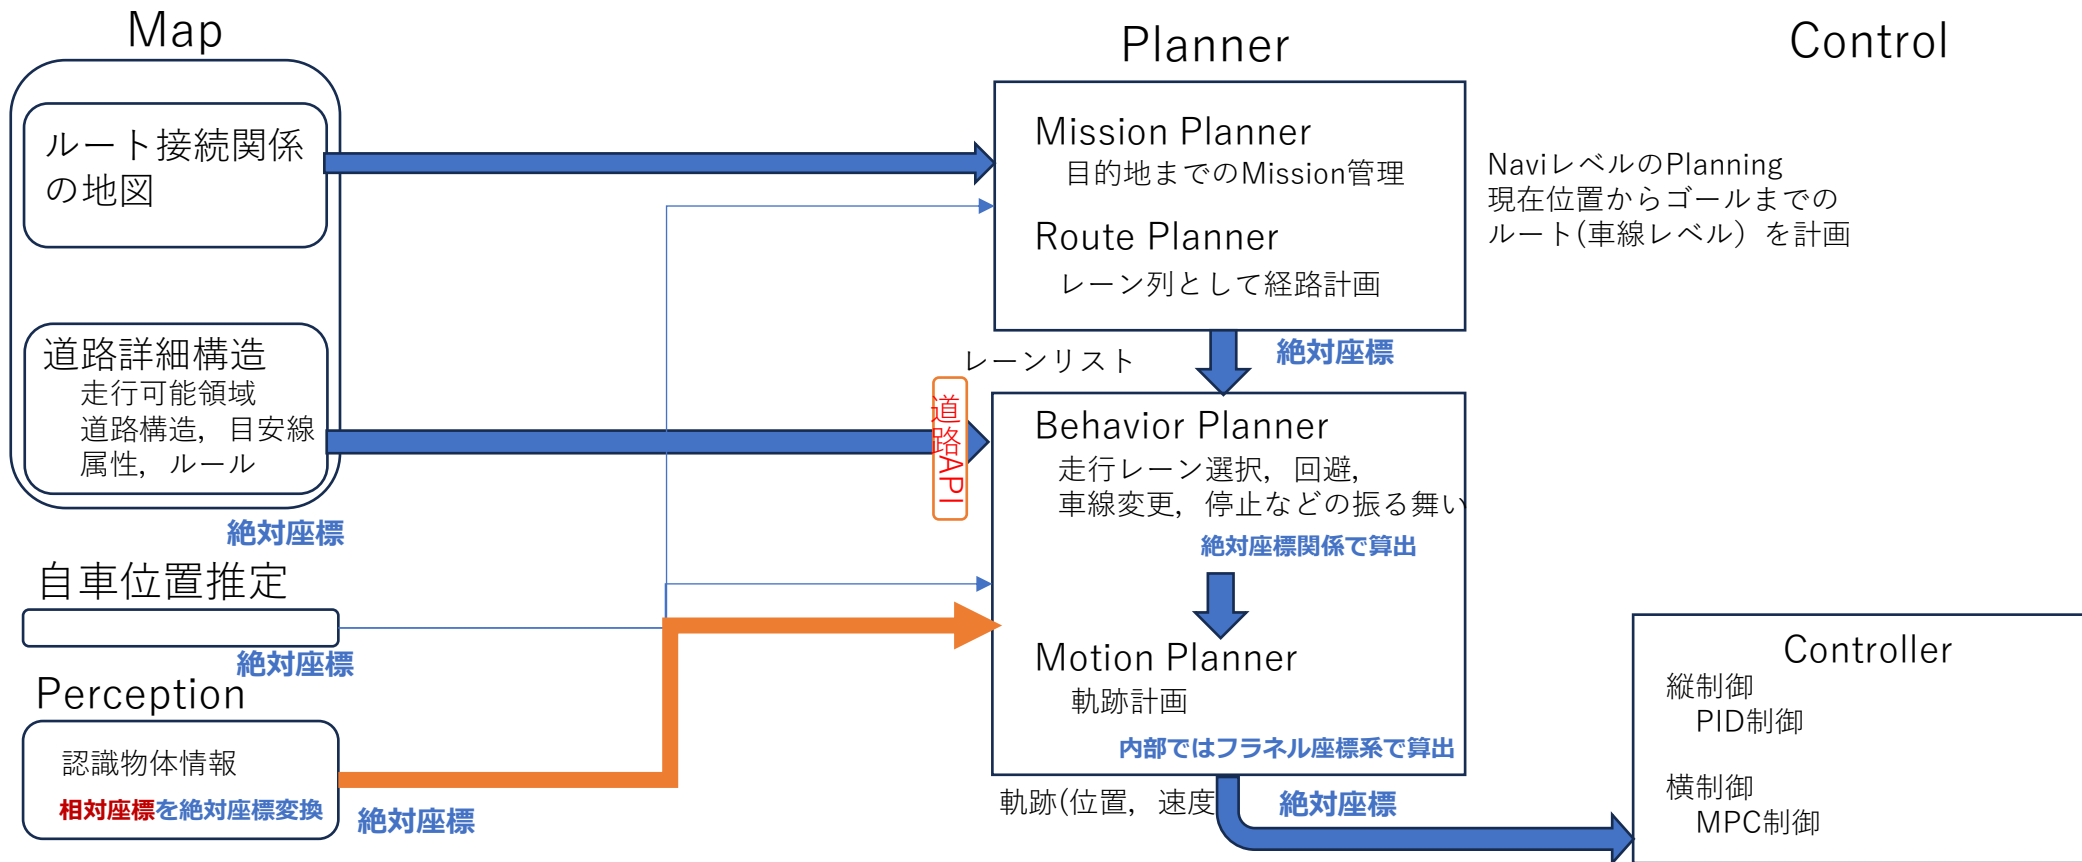 Map
ルート接続関係
の地図
道路詳細構造
走行可能領域
道路構造，目安線
属性，ルール
絶対座標
自車位置推定
絶対座標
Perception
認識物体情報
相対座標を絶対座標変換
絶対座標
Planner
Mission Planner
目的地までのMission管理
Route Planner
レーン列として経路計画
NaviレベルのPlanning
現在位置からゴールまでの
ルート(車線レベル）を計画
レーンリスト
絶対座標
道路API
Behavior Planner
走行レーン選択，回避，
車線変更，停止などの振る舞い
絶対座標関係で算出
Motion Planner
軌跡計画
内部ではフラネル座標系で算出
軌跡(位置，速度
絶対座標
Control
Controller
縦制御
PID制御
横制御
MPC制御